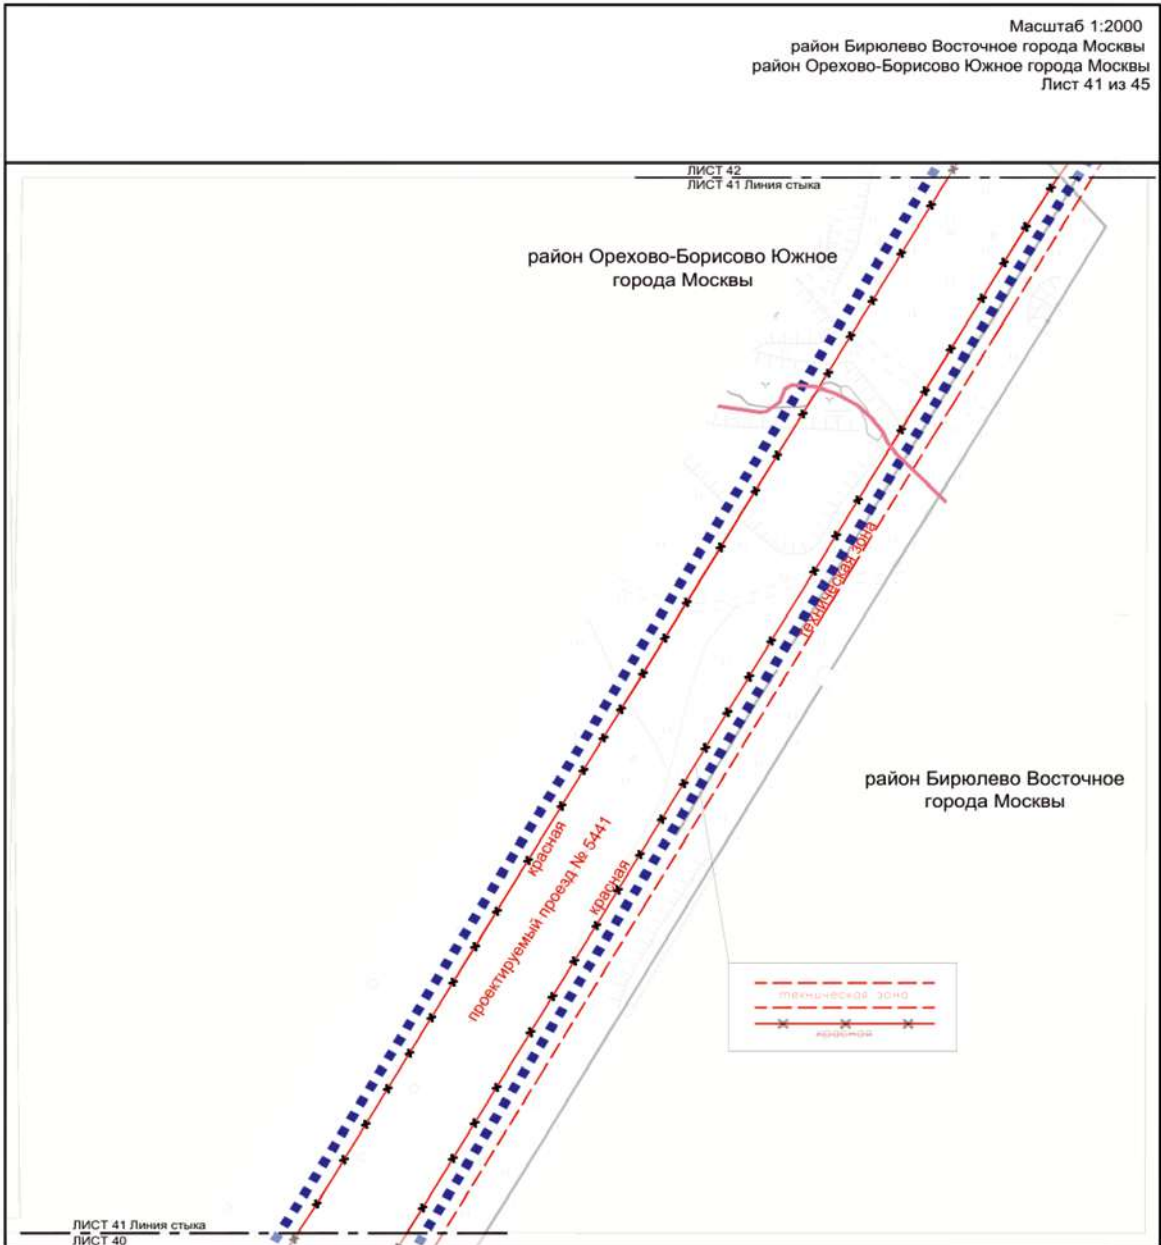 Масштаб 1:2000
район Бирюлево Восточное города Москвы
район Орехово-Борисово Южное города Москвы
Лист 41 из 45
ЛИСТ 42
ЛИСТ 41 Линия стыка
район Орехово-Борисово Южное
города Москвы
техническая зона
район Бирюлево Восточное
города Москвы
красная
проектируемый проезд № 5441
красная
техническая зона
красная
ЛИСТ 41 Линия стыка
ЛИСТ 40